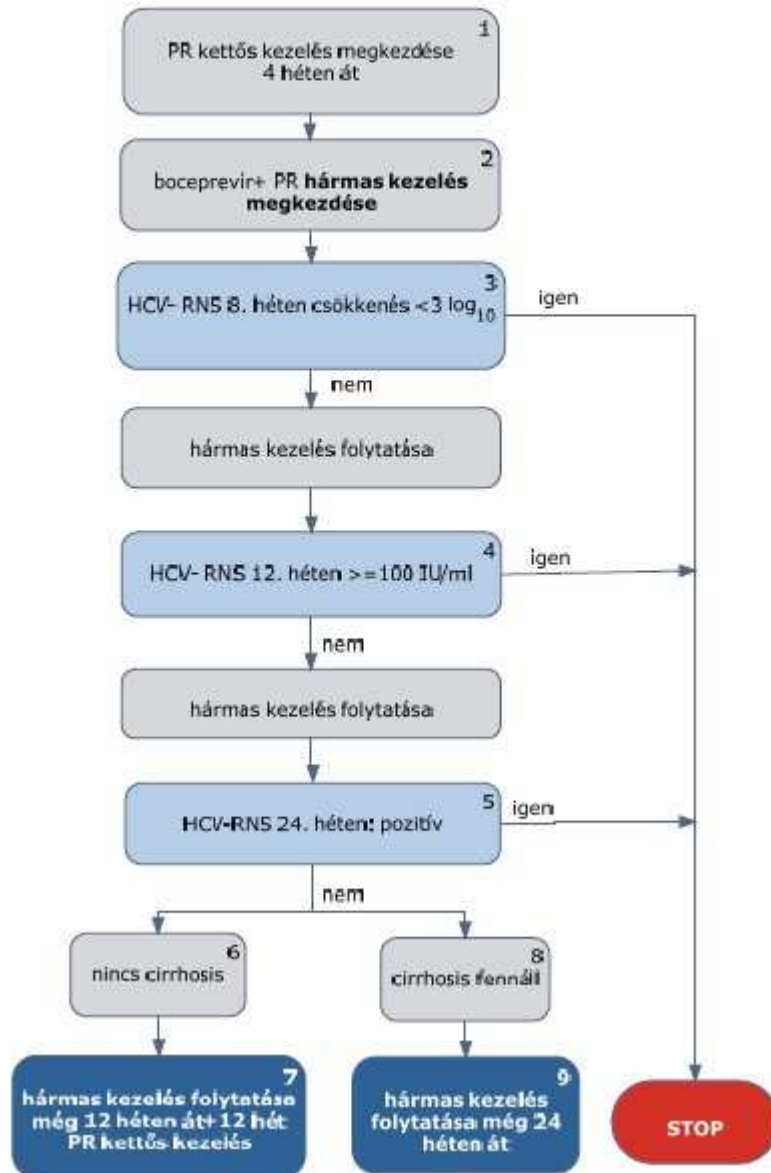 1
PR kettős kezelés megkezdése
4 héten át
2
boceprevir+ PR hármas kezelés
megkezdése
3
HCV- RNS 8. héten csökkenés <3 log10
igen
nem
hármas kezelés folytatása
4
HCV- RNS 12. héten >=100 IU/ml
igen
nem
hármas kezelés folytatása
5
HCV-RNS 24. héten: pozitív
igen
nem
6
nincs cirrhosis
8
cirrhosis fennáll
7
hármas kezelés folytatása
még 12 héten át+ 12 hét
PR kettős kezelés
9
hármas kezelés
folytatása még 24
héten át
STOP